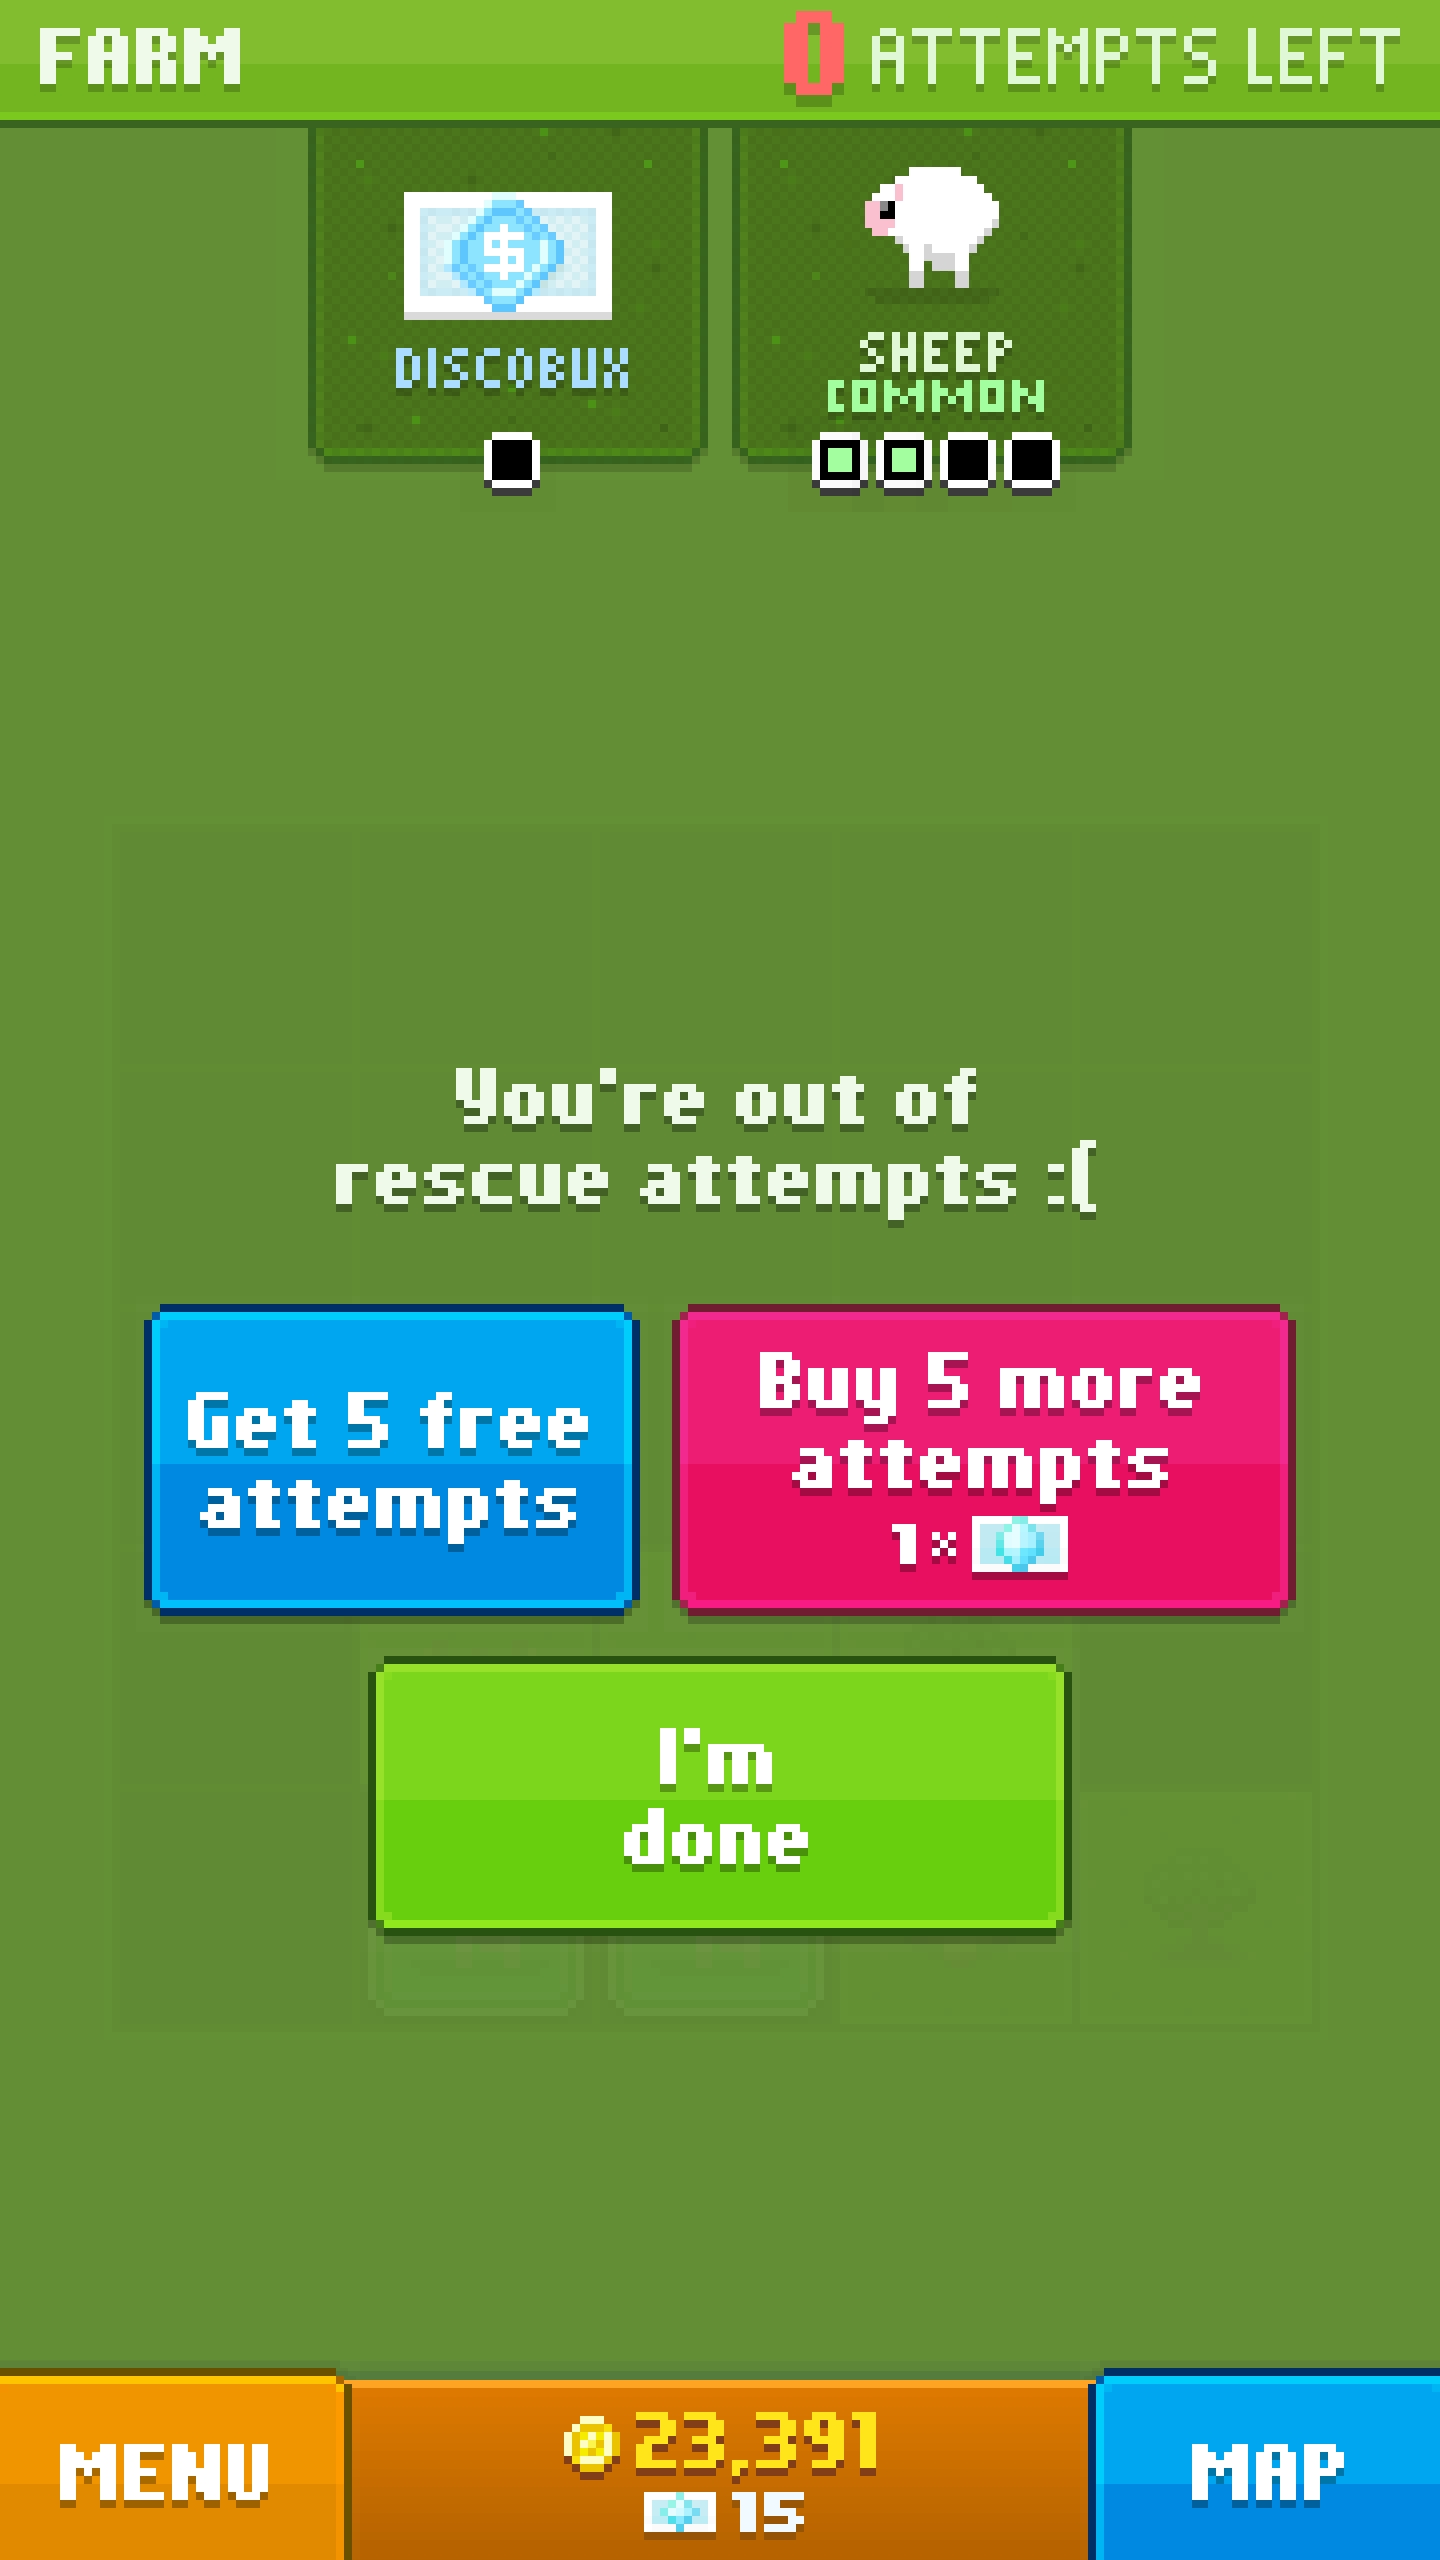 FARM
0 ATTEMPTS LEFT
$
DISCOBUX
SHEEP
COMMON
You're out of
rescue attempts :(
Get 5 free
attempts
Buy 5 more
attempts
1×
I'm
done
MENU
23,391
15
MAP